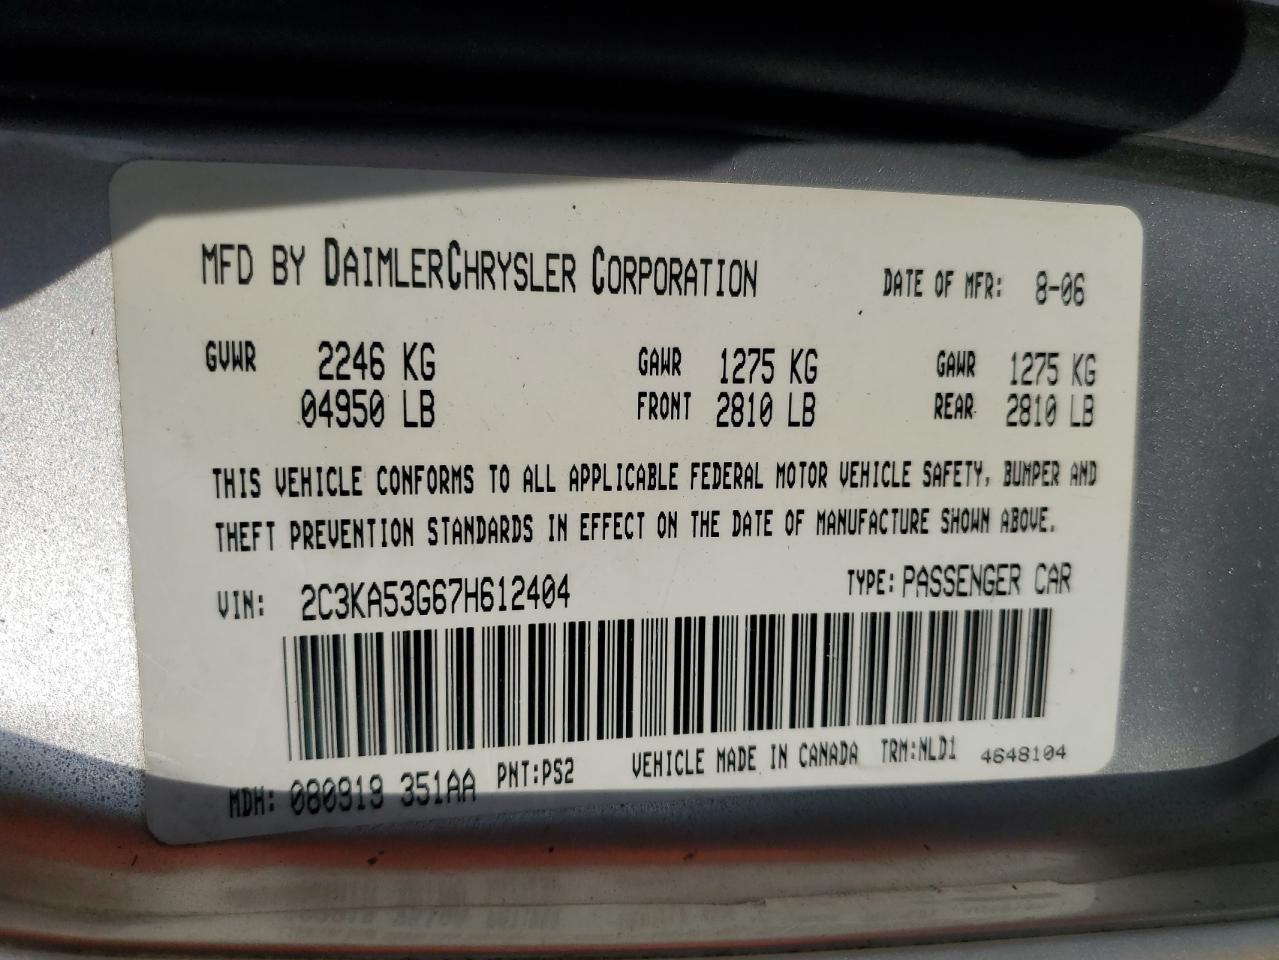 MFD BY DAIMLERCHRYSLER CORPORATION DATE OF MFR: 8-06
GVWR 2246 KG GAWR 1275 KG GAWR 1275 KG
04950 LB FRONT 2810 LB REAR 2810 LB
THIS VEHICLE CONFORMS TO ALL APPLICABLE FEDERAL MOTOR VEHICLE SAFETY, BUMPER AND
THEFT PREVENTION STANDARDS IN EFFECT ON THE DATE OF MANUFACTURE SHOWN ABOVE.
VIN: 2C3KA53G67H612404 TYPE: PASSENGER CAR
MDH: 080919 351AA PNT:PS2 VEHICLE MADE IN CANADA TRM:NLD1 4648104